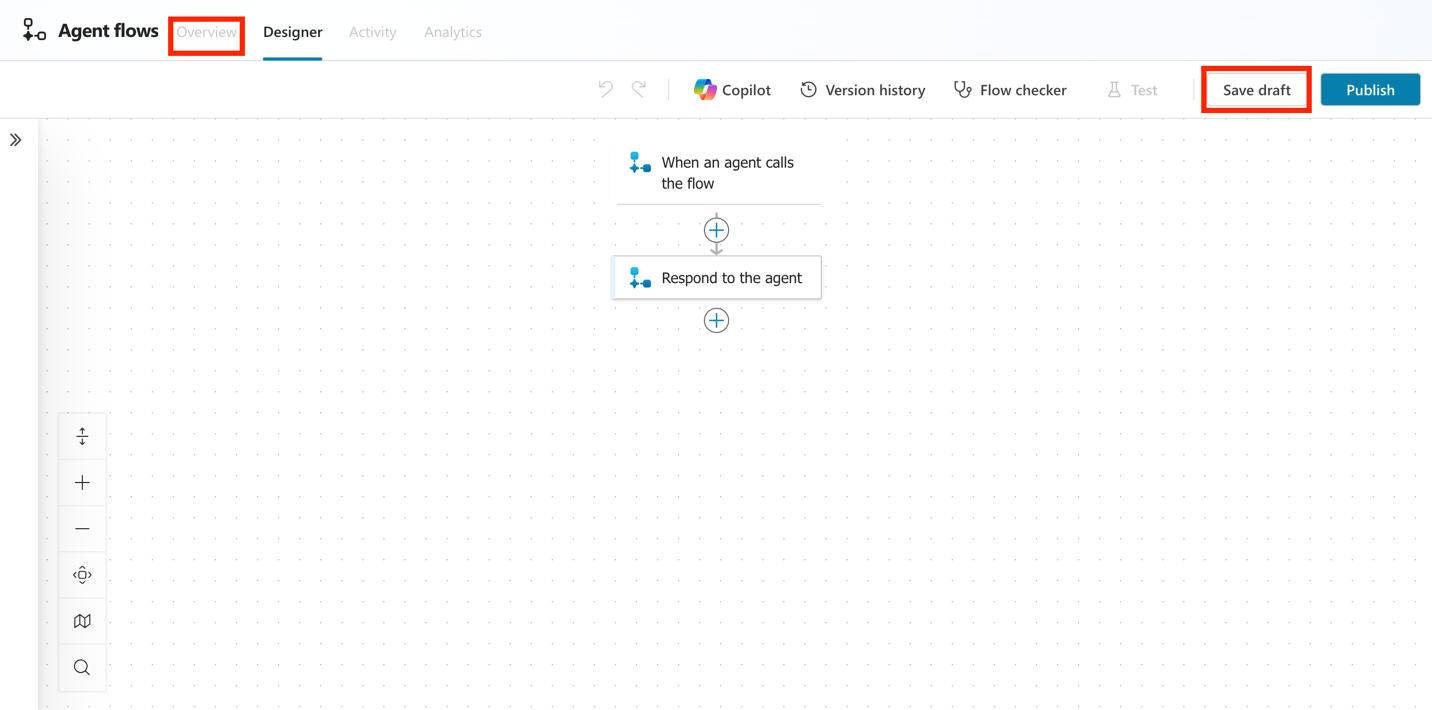 Agent flows
Overview
Designer
Activity
Analytics
Copilot
Version history
Flow checker
Test
Save draft
Publish
When an agent calls
the flow
Respond to the agent